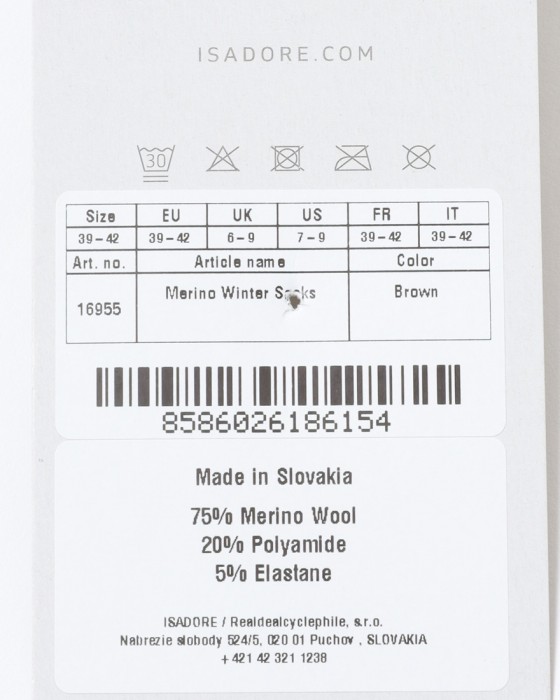 ISADORE.COM
30
Size EU UK US FR IT
39-42 39-42 6-9 7-9 39-42 39-42
Art. no. Article name Color
16955 Merino Winter Brown
8586026186154
Made in Slovakia
75% Merino Wool
20% Polyamide
5% Elastane
ISADORE / Realdealcyclephile, s.r.o.
Nabrezie slobody 524/5, 020 01 Puchov , SLOVAKIA
+421 42 321 1238